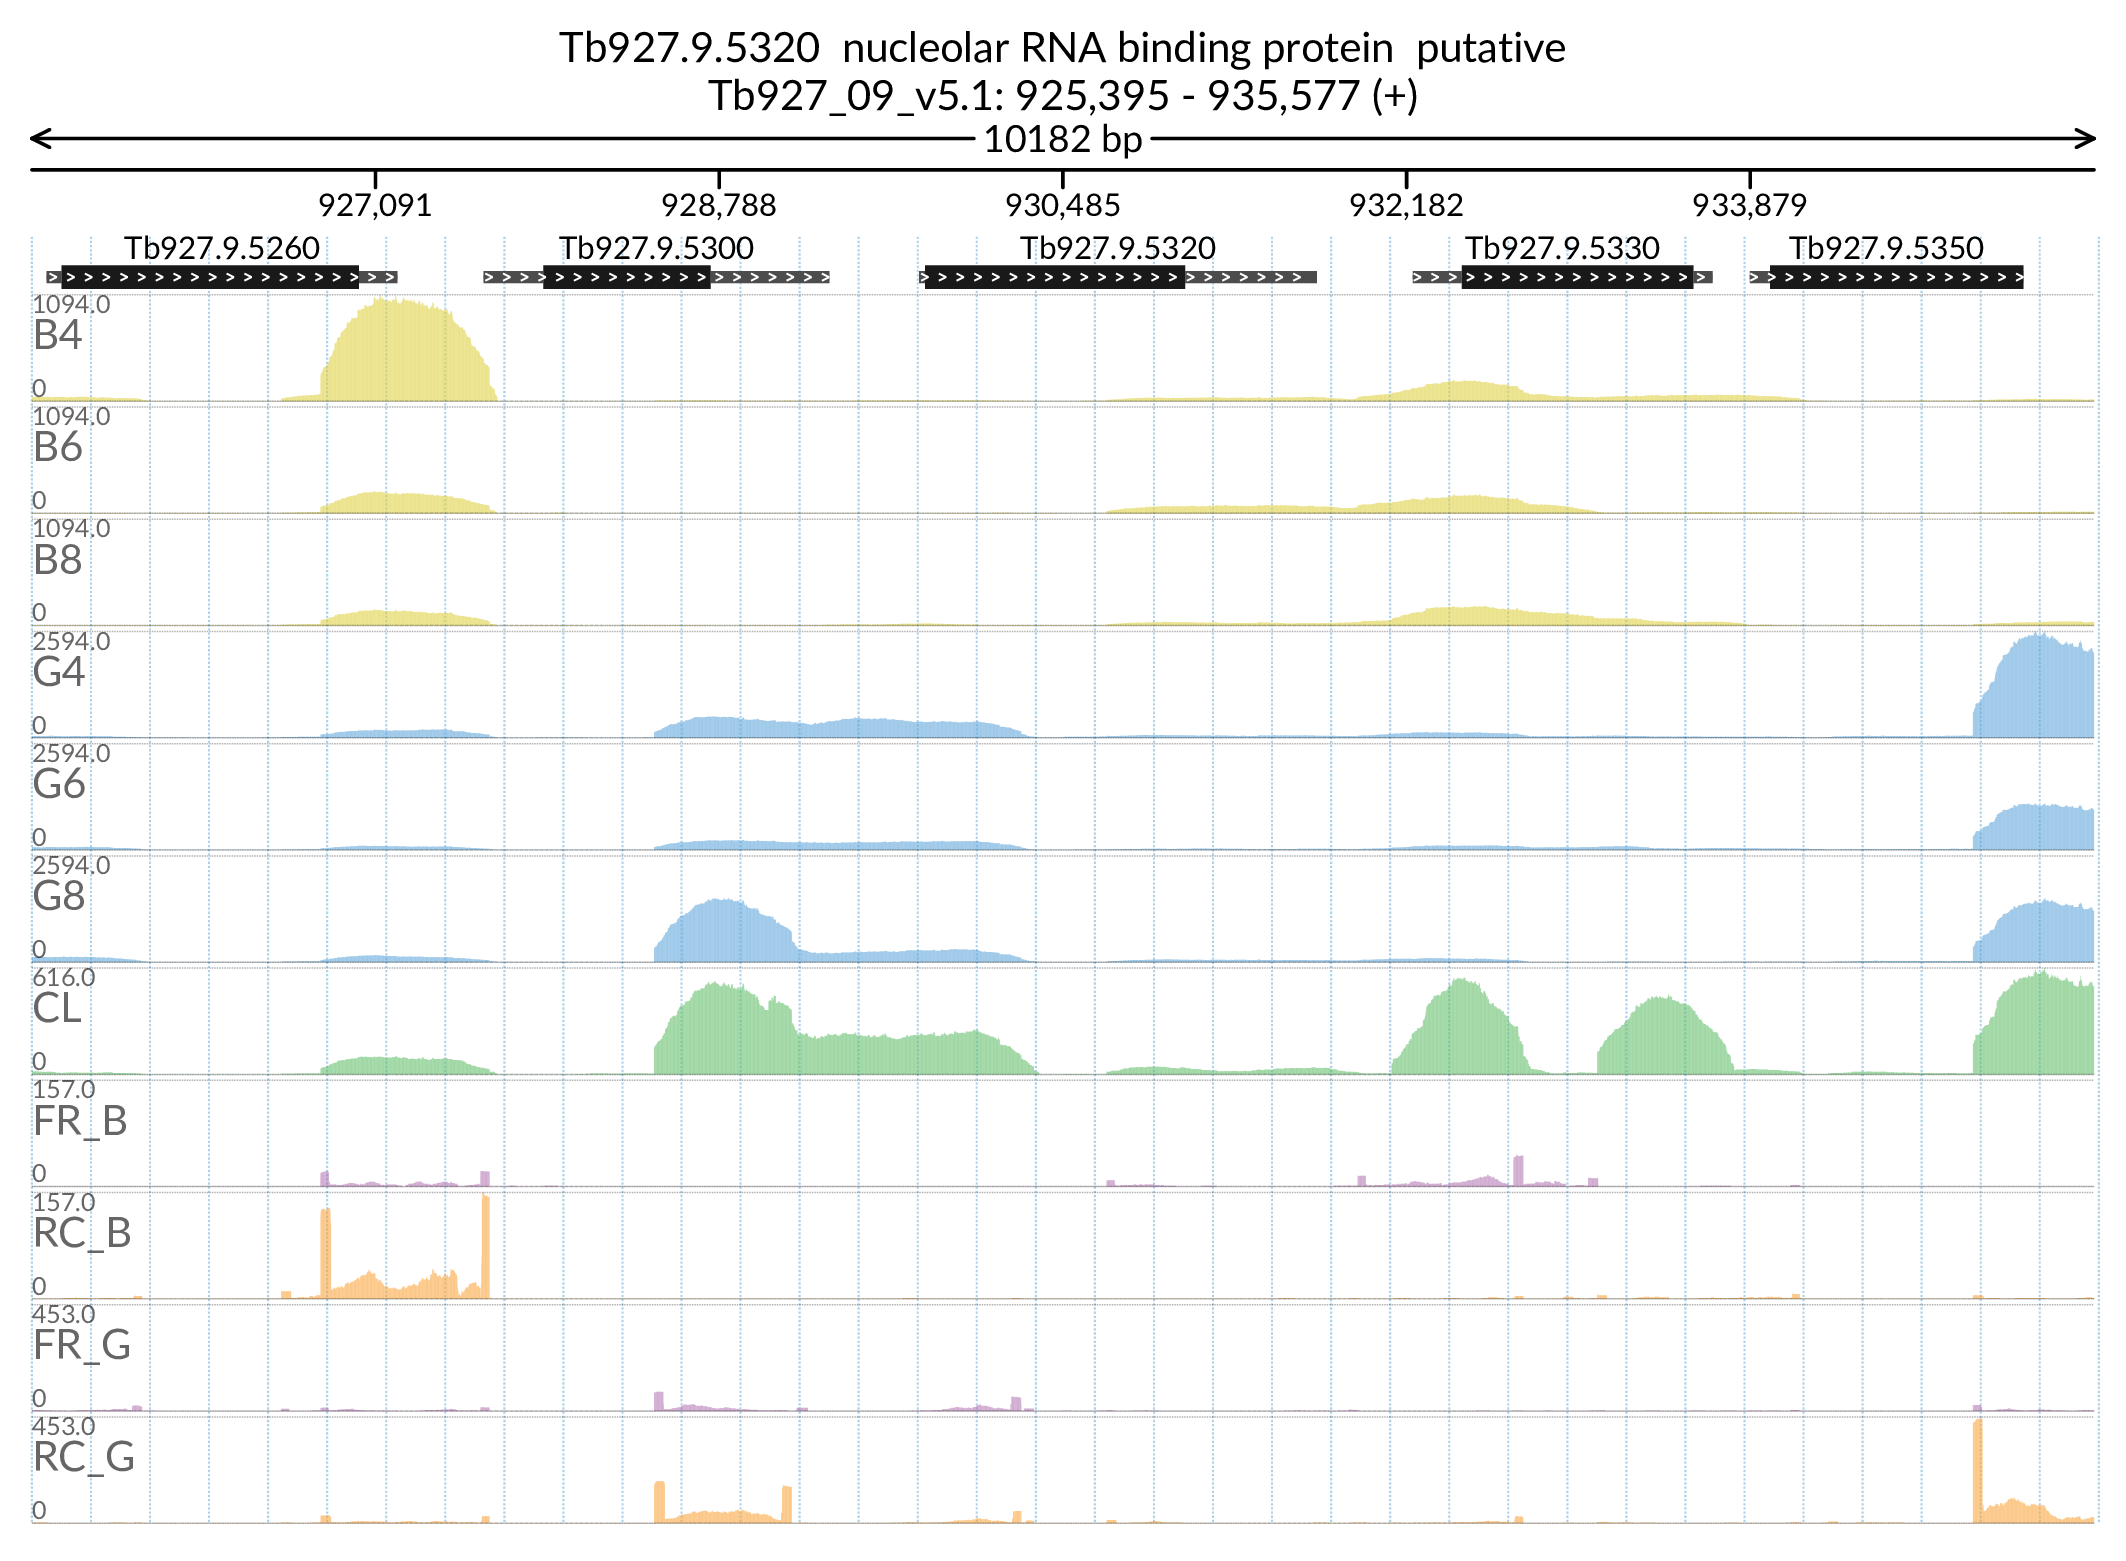 Tb927.9.5320  nucleolar RNA binding protein  putative
Tb927_09_v5.1: 925,395 - 935,577 (+)
10182 bp
927,091 928,788 930,485 932,182 933,879
Tb927.9.5260 Tb927.9.5300 Tb927.9.5320 Tb927.9.5330 Tb927.9.5350
1094.0
B4
0
1094.0
B6
0
1094.0
B8
0
2594.0
G4
0
2594.0
G6
0
2594.0
G8
0
616.0
CL
0
157.0
FR_B
0
157.0
RC_B
0
453.0
FR_G
0
453.0
RC_G
0